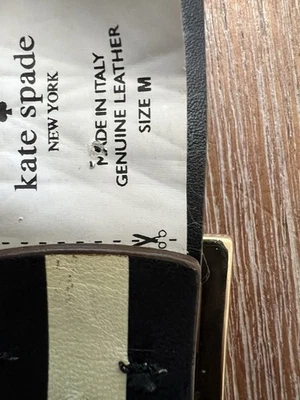 kate spade
NEW YORK
MADE IN ITALY
GENUINE LEATHER
SIZE M